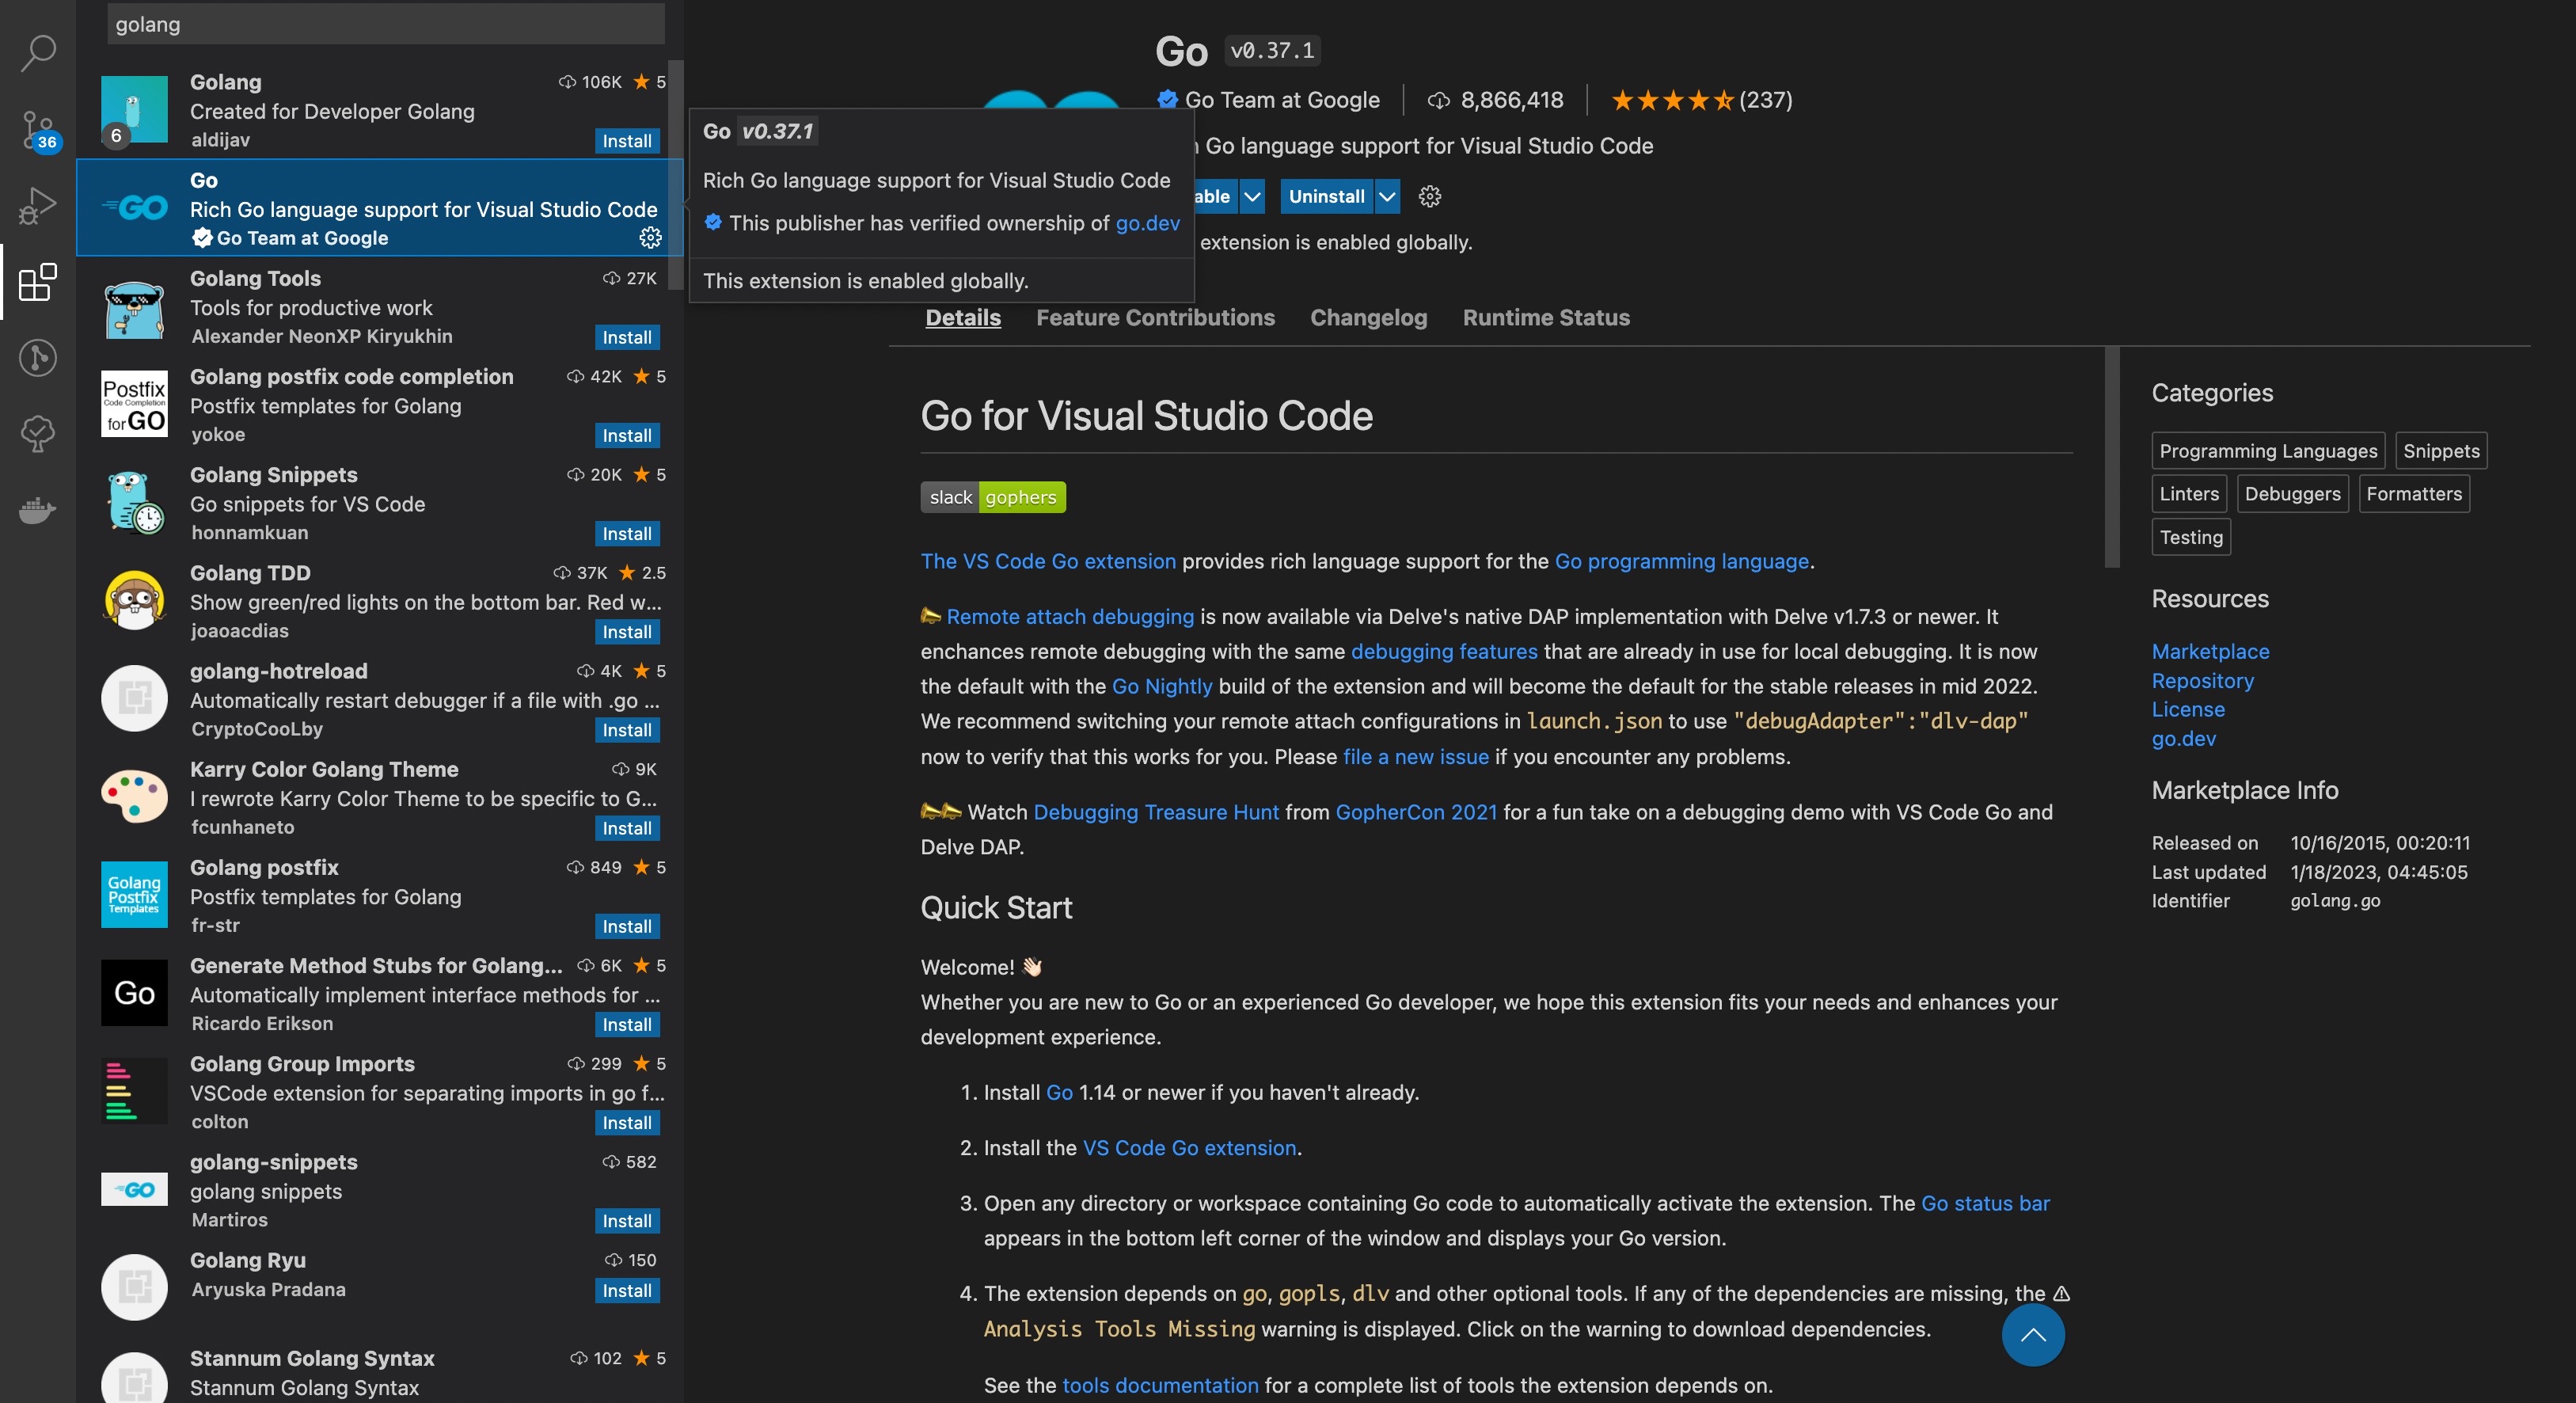 golang
36
Golang 106K ★ 5
Created for Developer Golang
6
aldijav Install
Go
Rich Go language support for Visual Studio Code
Go Team at Google
GO
Golang Tools 27K
Tools for productive work
Alexander NeonXP Kiryukhin Install
Postfix
Code Completion
for GO
Golang postfix code completion 42K ★ 5
Postfix templates for Golang
yokoe Install
Golang Snippets 20K ★ 5
Go snippets for VS Code
honnamkuan Install
Golang TDD 37K ★ 2.5
Show green/red lights on the bottom bar. Red w...
joaoacdias Install
golang-hotreload 4K ★ 5
Automatically restart debugger if a file with .go ...
CryptoCooLby Install
Karry Color Golang Theme 9K
I rewrote Karry Color Theme to be specific to G...
fcunhaneto Install
Golang
Postfix
Templates
Golang postfix 849 ★ 5
Postfix templates for Golang
fr-str Install
Go
Generate Method Stubs for Golang... 6K ★ 5
Automatically implement interface methods for ...
Ricardo Erikson Install
Golang Group Imports 299 ★ 5
VSCode extension for separating imports in go f...
colton Install
GO
golang-snippets 582
golang snippets
Martiros Install
Golang Ryu 150
Aryuska Pradana Install
Stannum Golang Syntax 102 ★ 5
Stannum Golang Syntax
Go v0.37.1
Rich Go language support for Visual Studio Code
This publisher has verified ownership of go.dev
This extension is enabled globally.
Go v0.37.1
Go Team at Google | 8,866,418 | (237)
Go language support for Visual Studio Code
able Uninstall
extension is enabled globally.
Details Feature Contributions Changelog Runtime Status
Go for Visual Studio Code
slack gophers
The VS Code Go extension provides rich language support for the Go programming language.
Remote attach debugging is now available via Delve's native DAP implementation with Delve v1.7.3 or newer. It
enchances remote debugging with the same debugging features that are already in use for local debugging. It is now
the default with the Go Nightly build of the extension and will become the default for the stable releases in mid 2022.
We recommend switching your remote attach configurations in launch.json to use "debugAdapter":"dlv-dap"
now to verify that this works for you. Please file a new issue if you encounter any problems.
Watch Debugging Treasure Hunt from GopherCon 2021 for a fun take on a debugging demo with VS Code Go and
Delve DAP.
Quick Start
Welcome! 👋🏻
Whether you are new to Go or an experienced Go developer, we hope this extension fits your needs and enhances your
development experience.
1. Install Go 1.14 or newer if you haven't already.
2. Install the VS Code Go extension.
3. Open any directory or workspace containing Go code to automatically activate the extension. The Go status bar
appears in the bottom left corner of the window and displays your Go version.
4. The extension depends on go, gopls, dlv and other optional tools. If any of the dependencies are missing, the ⚠
Analysis Tools Missing warning is displayed. Click on the warning to download dependencies.
See the tools documentation for a complete list of tools the extension depends on.
Categories
Programming Languages Snippets
Linters Debuggers Formatters
Testing
Resources
Marketplace
Repository
License
go.dev
Marketplace Info
Released on 10/16/2015, 00:20:11
Last updated 1/18/2023, 04:45:05
Identifier golang.go